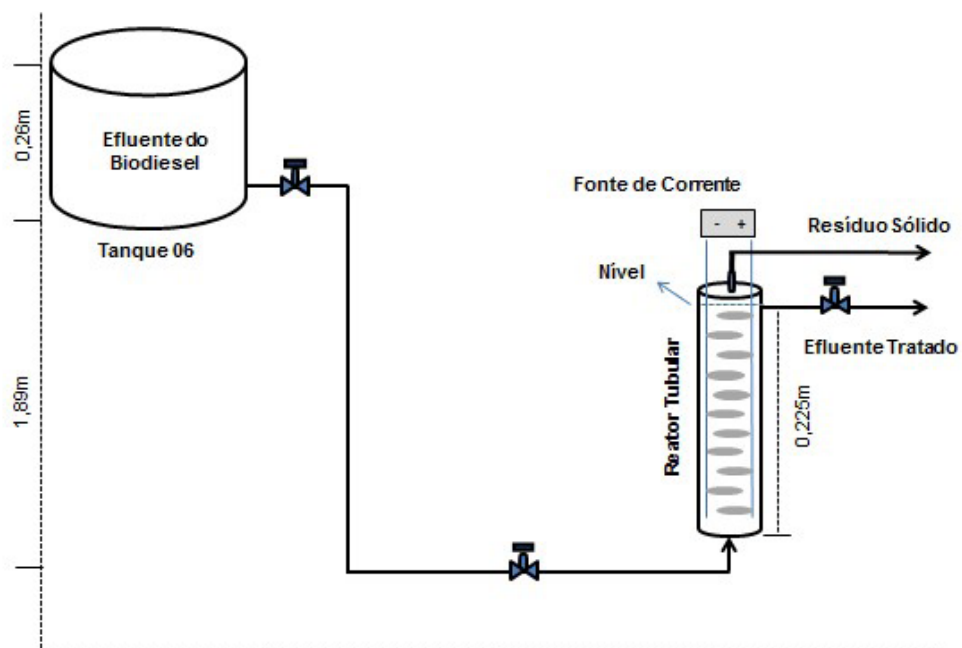 0,26m
Efluente do
Biodiesel
Tanque 06
Fonte de Corrente
- +
Resíduo Sólido
Nível
Efluente Tratado
Reator Tubular
0,225m
1,89m